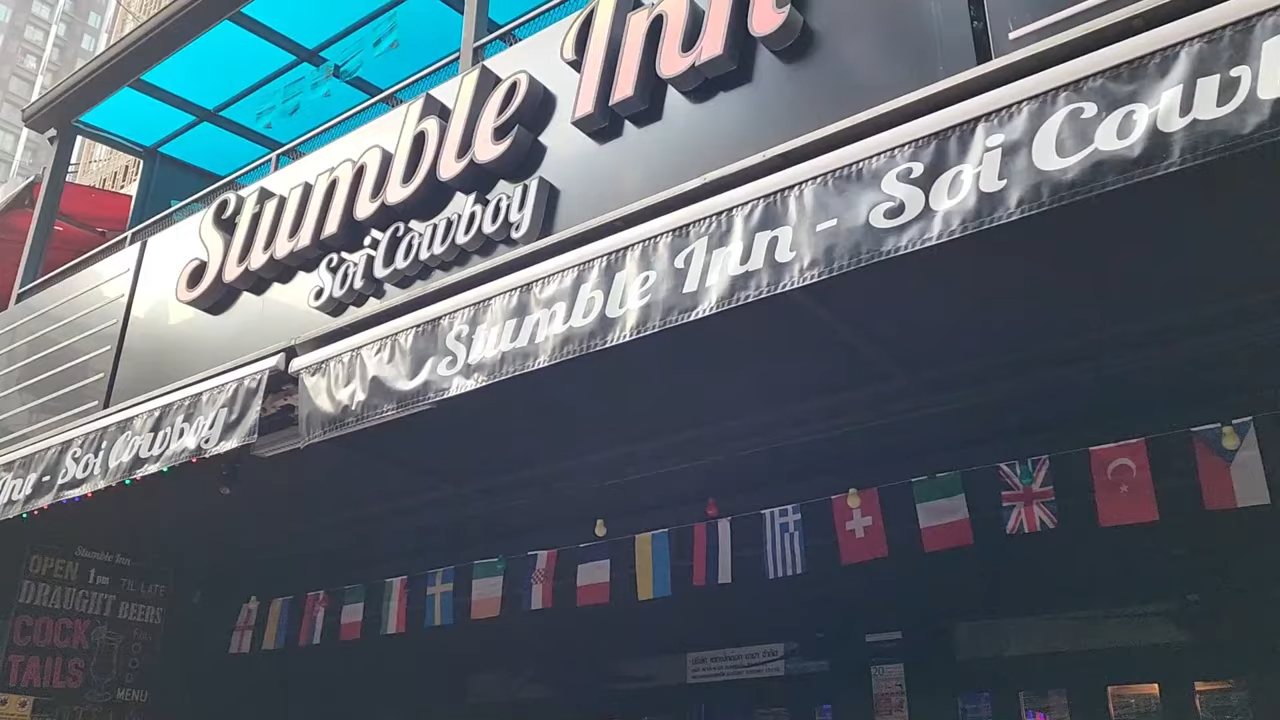 Stumble Inn
Soi Cowboy
Stumble Inn - Soi Cowb
Inn - Soi Cowboy
Stumble Inn
OPEN 1pm TIL LATE
DRAUGHT BEERS
COCK
TAILS
MENU